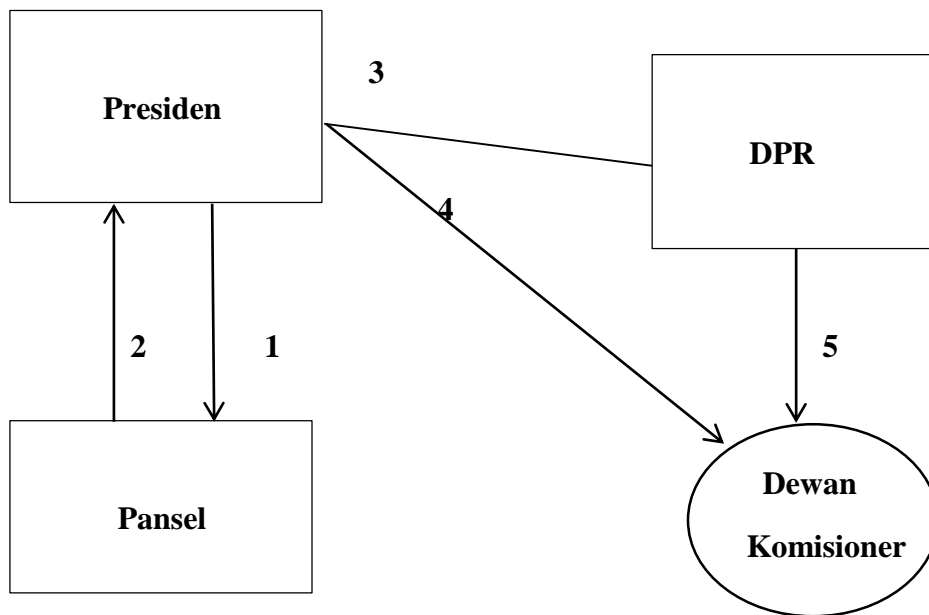 3
Presiden
DPR
4
2
1
5
Dewan
Komisioner
Pansel